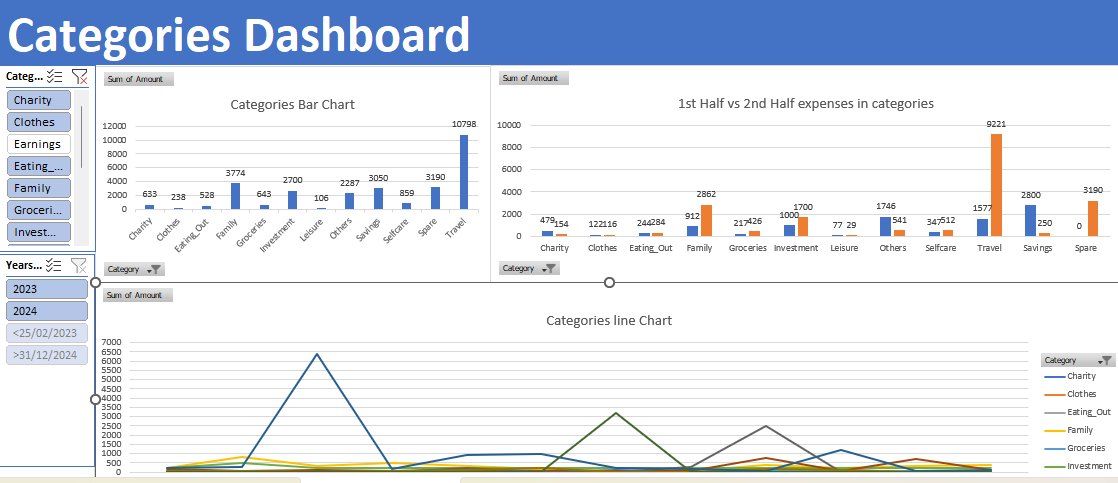 Categories Dashboard
Categ...
Charity
Clothes
Earnings
Eating_...
Family
Groceri...
Invest...
Years...
2023
2024
<25/02/2023
>31/12/2024
Sum of Amount
Categories Bar Chart
12000
10000
8000
6000
4000
2000
0
633
238
528
3774
643
2700
106
2287
3050
859
3190
10798
Charity
Clothes
Eating_Out
Family
Groceries
Investment
Leisure
Others
Savings
Selfcare
Spare
Travel
Category
Sum of Amount
1st Half vs 2nd Half expenses in categories
10000
8000
6000
4000
2000
0
479 154
122 116
244 284
912 2862
217 426
1000 1700
77 29
1746 541
347 512
1577 9221
2800 250
0 3190
Charity
Clothes
Eating_Out
Family
Groceries
Investment
Leisure
Others
Selfcare
Travel
Savings
Spare
Category
Sum of Amount
Categories line Chart
7000
6500
6000
5500
5000
4500
4000
3500
3000
2500
2000
1500
1000
500
0
Category
Charity
Clothes
Eating_Out
Family
Groceries
Investment